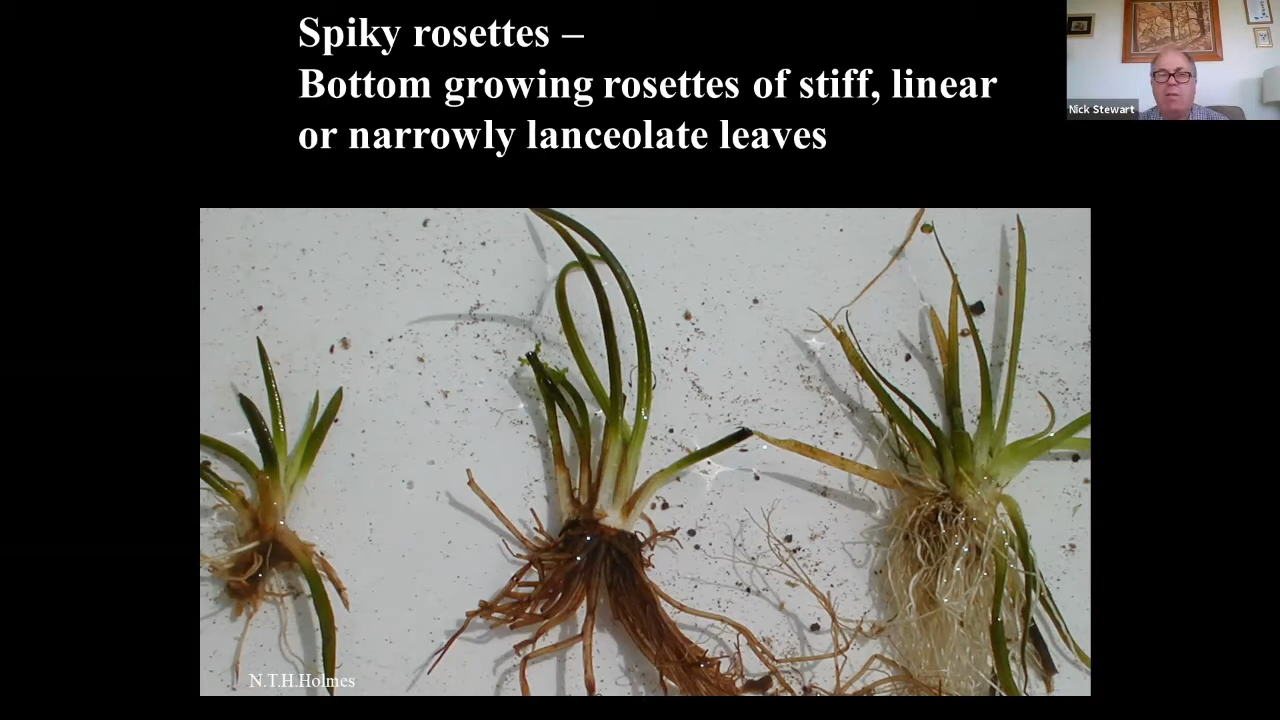 Spiky rosettes –
Bottom growing rosettes of stiff, linear
or narrowly lanceolate leaves
Nick Stewart
N.T.H.Holmes